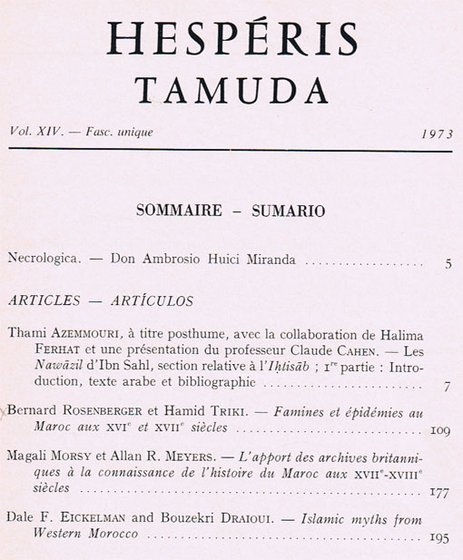 HESPÉRIS
TAMUDA
Vol. XIV. — Fasc. unique 1973
SOMMAIRE – SUMARIO
Necrologica. — Don Ambrosio Huici Miranda .................. 5
ARTICLES — ARTÍCULOS
Thami AZEMMOURI, à titre posthume, avec la collaboration de Halima
FERHAT et une présentation du professeur Claude CAHEN. — Les
Nawāzil d'Ibn Sahl, section relative à l'Iḥtisāb ; 1re partie : Intro-
duction, texte arabe et bibliographie ........................ 7
Bernard ROSENBERGER et Hamid TRIKI. — Famines et épidémies au
Maroc aux XVIe et XVIIe siècles ............................ 109
Magali MORSY et Allan R. MEYERS. — L'apport des archives britanni-
ques à la connaissance de l'histoire du Maroc aux XVIIe-XVIIIe
siècles .................................................. 177
Dale F. EICKELMAN and Bouzekri DRAIOUI. — Islamic myths from
Western Morocco .......................................... 195